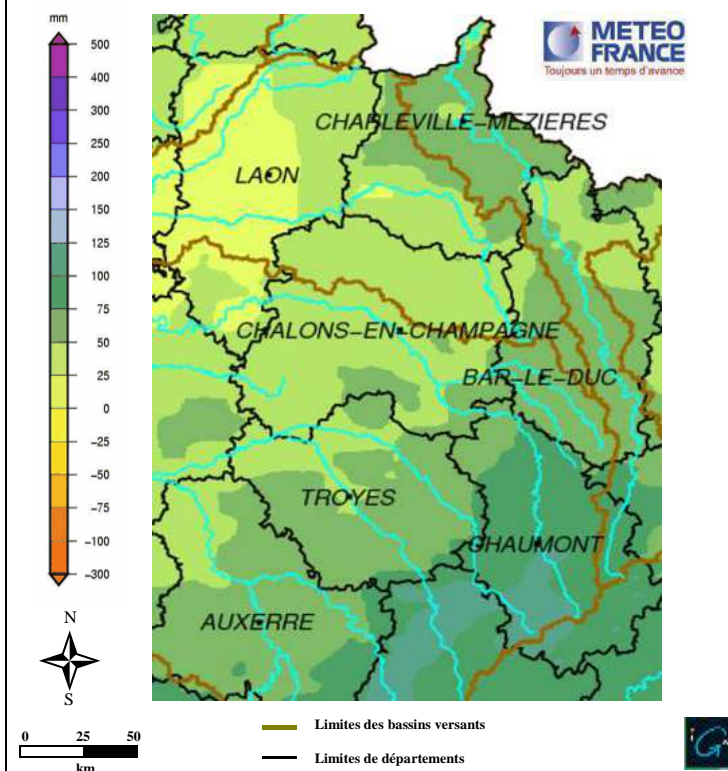 mm
500
400
300
200
150
125
100
75
50
25
0
-25
-50
-75
-100
-300
METEO
FRANCE
Toujours un temps d'avance
CHARLEVILLE-MEZIERES
LAON
CHALONS-EN-CHAMPAGNE
BAR-LE-DUC
TROYES
CHAUMONT
AUXERRE
N
S
0 25 50
km
Limites des bassins versants
Limites de départements